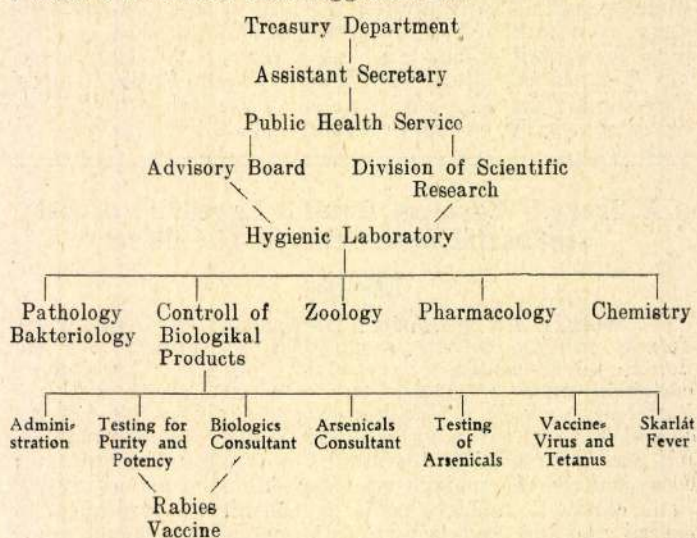 Treasury Department
Assistant Secretary
Public Health Service
Advisory Board
Division of Scientific
Research
Hygienic Laboratory
Pathology
Bakteriology
Controll of
Biologikal
Products
Zoology
Pharmacology
Chemistry
Admini=
stration
Testing for
Purity and
Potency
Biologics
Consultant
Arsenicals
Consultant
Testing
of
Arsenicals
Vaccine=
Virus and
Tetanus
Skarlát
Fever
Rabies
Vaccine